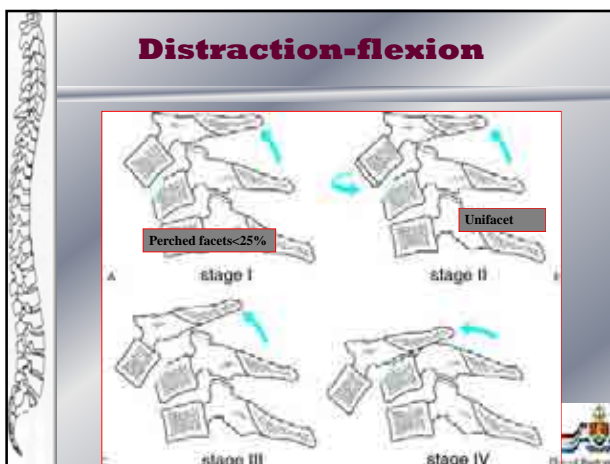 Distraction-flexion
Perched facets<25%
Unifacet
A
stage I
stage II
stage III
stage IV